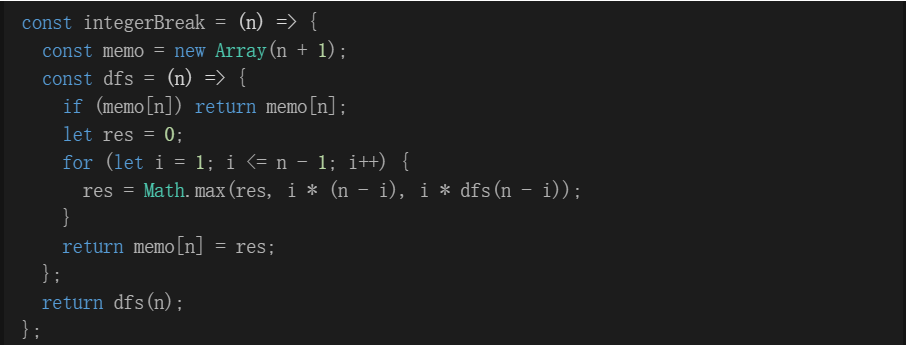 const integerBreak = (n) => {
  const memo = new Array(n + 1);
  const dfs = (n) => {
    if (memo[n]) return memo[n];
    let res = 0;
    for (let i = 1; i <= n - 1; i++) {
      res = Math.max(res, i * (n - i), i * dfs(n - i));
    }
    return memo[n] = res;
  };
  return dfs(n);
};